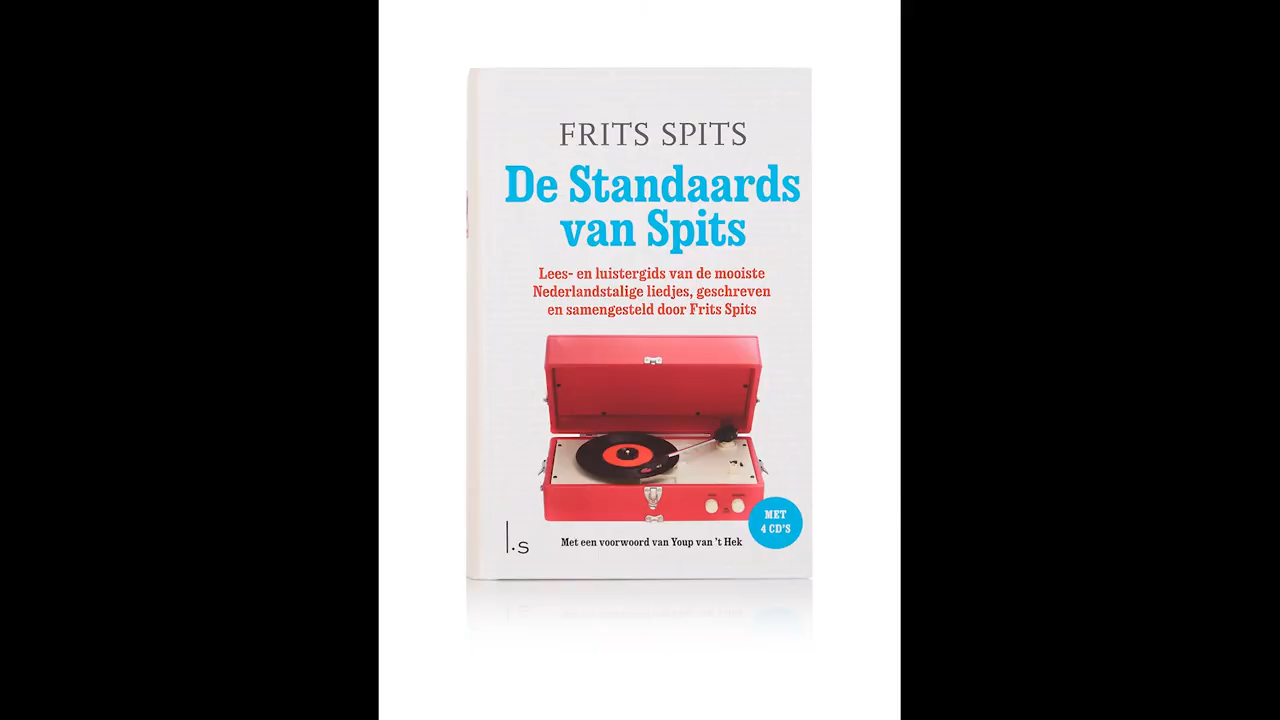 FRITS SPITS
De Standaards
van Spits
Lees- en luistergids van de mooiste
Nederlandstalige liedjes, geschreven
en samengesteld door Frits Spits
MET
4 CD'S
l.s
Met een voorwoord van Youp van 't Hek